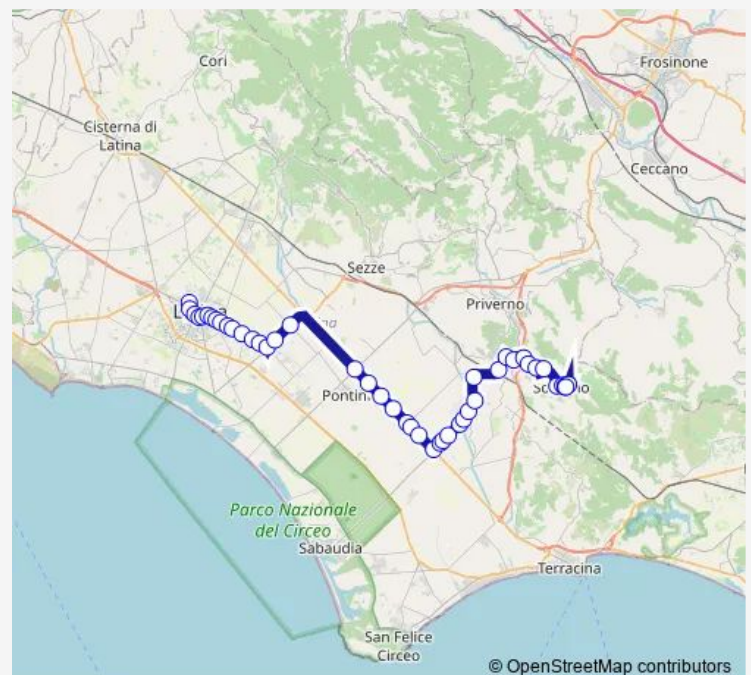 Cori
Frosinone
Cisterna di
Latina
Ceccano
Sezze
Priverno
Parco Nazionale
del Circeo
Sabaudia
Terracina
San Felice
Circeo
© OpenStreetMap contributors